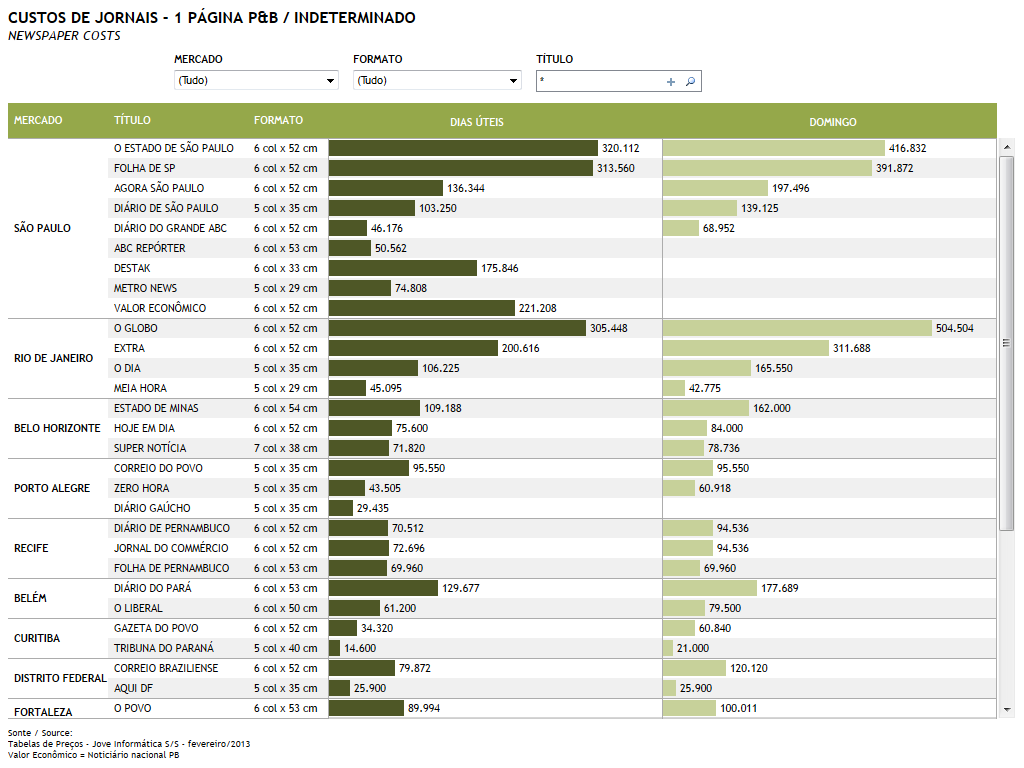 CUSTOS DE JORNAIS - 1 PÁGINA P&B / INDETERMINADO
NEWSPAPER COSTS
MERCADO FORMATO TÍTULO
(Tudo) (Tudo) *
MERCADO TÍTULO FORMATO DIAS ÚTEIS DOMINGO
O ESTADO DE SÃO PAULO 6 col x 52 cm 320.112 416.832
FOLHA DE SP 6 col x 52 cm 313.560 391.872
AGORA SÃO PAULO 6 col x 52 cm 136.344 197.496
DIÁRIO DE SÃO PAULO 5 col x 35 cm 103.250 139.125
SÃO PAULO DIÁRIO DO GRANDE ABC 6 col x 52 cm 46.176 68.952
ABC REPÓRTER 6 col x 53 cm 50.562
DESTAK 6 col x 33 cm 175.846
METRO NEWS 5 col x 29 cm 74.808
VALOR ECONÔMICO 6 col x 52 cm 221.208
O GLOBO 6 col x 52 cm 305.448 504.504
EXTRA 6 col x 52 cm 200.616 311.688
RIO DE JANEIRO
O DIA 5 col x 35 cm 106.225 165.550
MEIA HORA 5 col x 29 cm 45.095 42.775
ESTADO DE MINAS 6 col x 54 cm 109.188 162.000
BELO HORIZONTE HOJE EM DIA 6 col x 52 cm 75.600 84.000
SUPER NOTÍCIA 7 col x 38 cm 71.820 78.736
CORREIO DO POVO 5 col x 35 cm 95.550 95.550
PORTO ALEGRE ZERO HORA 5 col x 35 cm 43.505 60.918
DIÁRIO GAÚCHO 5 col x 35 cm 29.435
DIÁRIO DE PERNAMBUCO 6 col x 52 cm 70.512 94.536
RECIFE JORNAL DO COMMÉRCIO 6 col x 52 cm 72.696 94.536
FOLHA DE PERNAMBUCO 6 col x 53 cm 69.960 69.960
DIÁRIO DO PARÁ 6 col x 53 cm 129.677 177.689
BELÉM
O LIBERAL 6 col x 50 cm 61.200 79.500
GAZETA DO POVO 6 col x 52 cm 34.320 60.840
CURITIBA
TRIBUNA DO PARANÁ 5 col x 40 cm 14.600 21.000
CORREIO BRAZILIENSE 6 col x 52 cm 79.872 120.120
DISTRITO FEDERAL
AQUI DF 5 col x 35 cm 25.900 25.900
FORTALEZA O POVO 6 col x 53 cm 89.994 100.011
Sonte / Source:
Tabelas de Preços - Jove Informática S/S - fevereiro/2013
Valor Econômico = Noticiário nacional PB